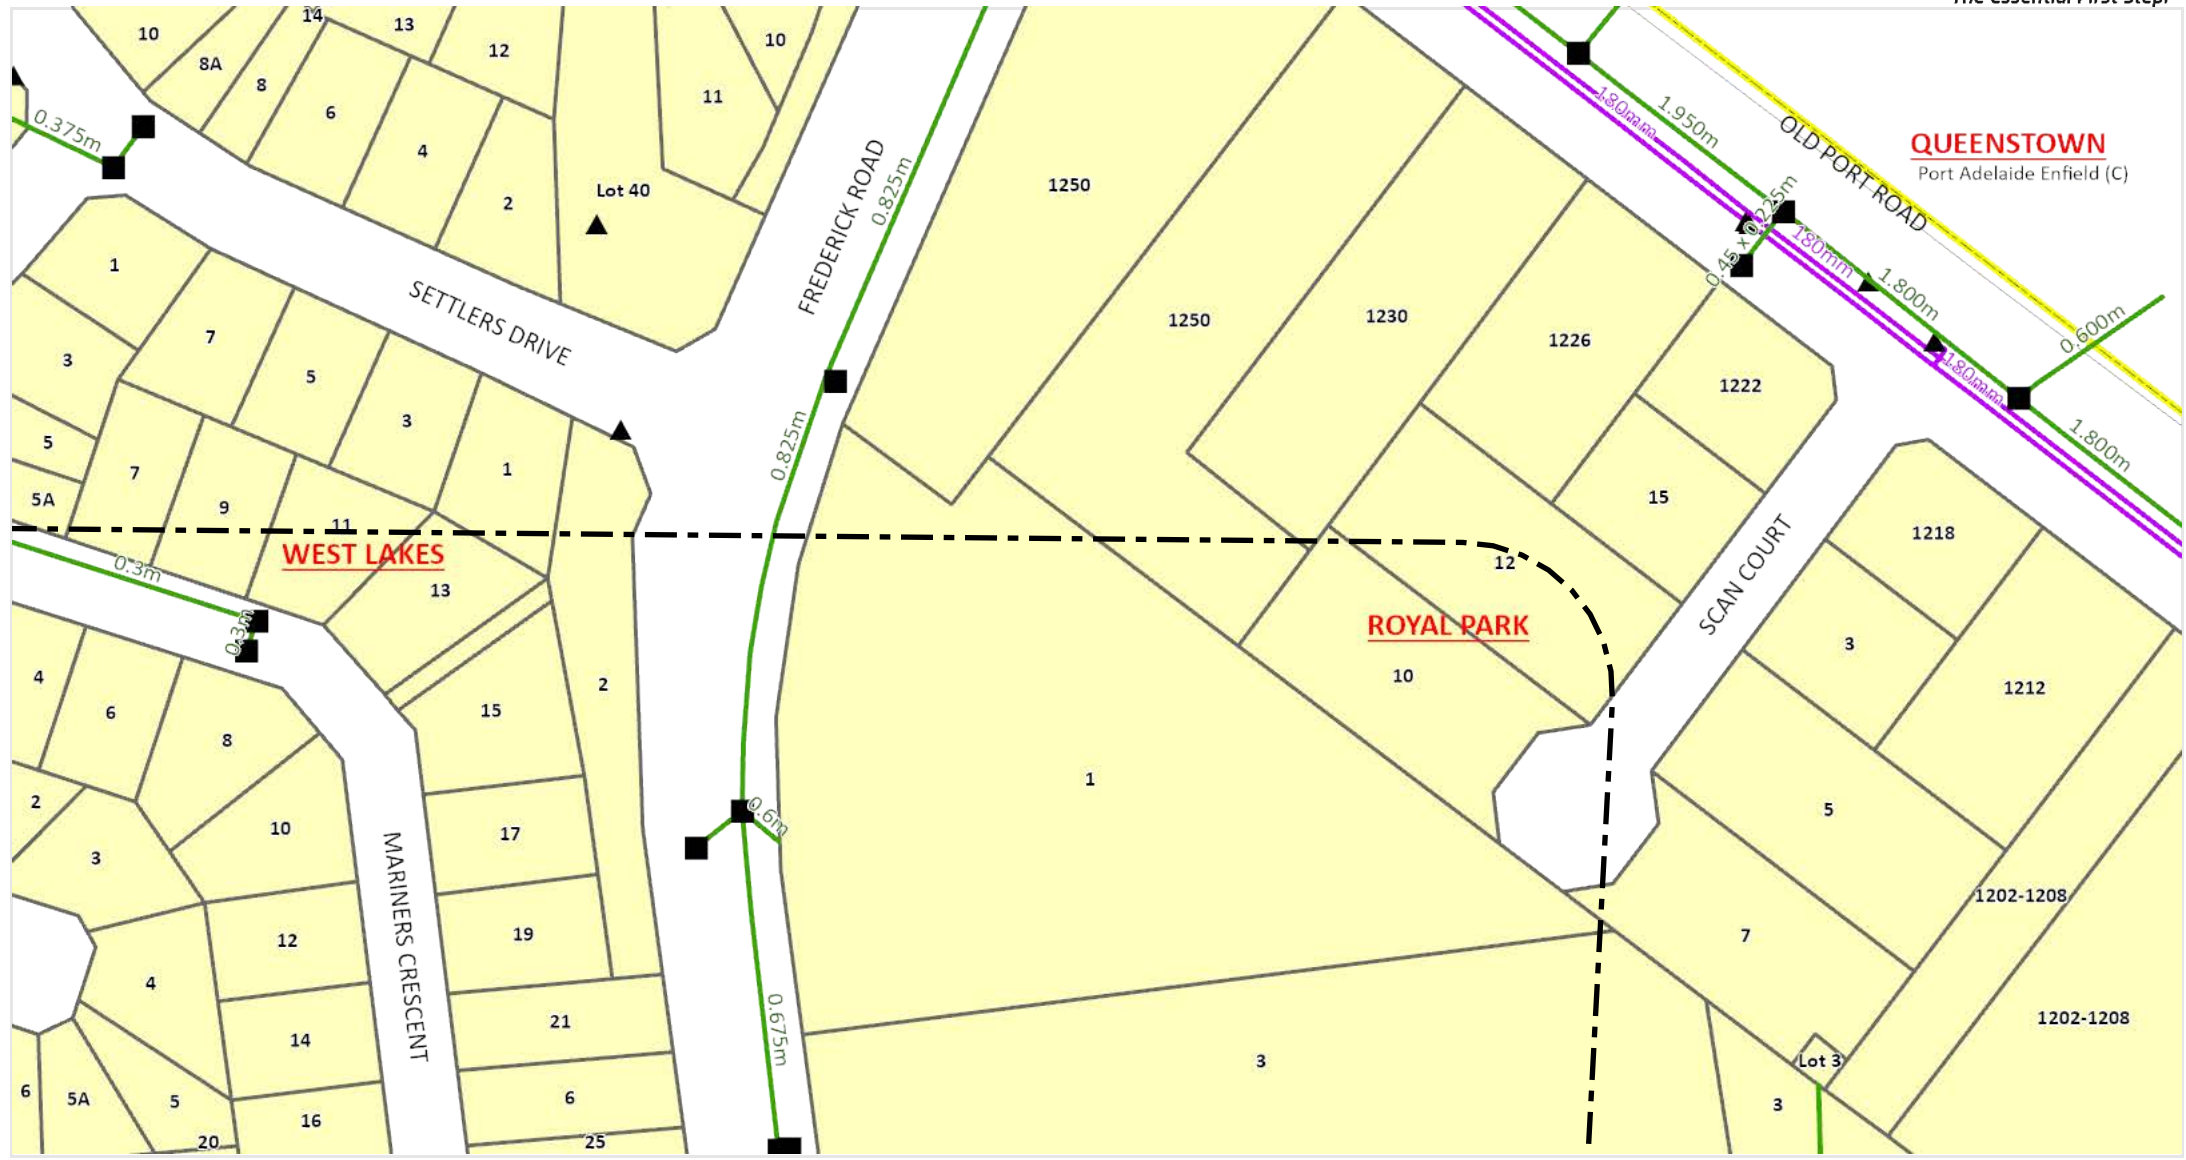 The Essential First Step.
14
13
10
12
10
8A
8
11
6
4
2
Lot 40
0.375m
FREDERICK ROAD
0.825m
1250
180mm
1.950m
OLD PORT ROAD
QUEENSTOWN
Port Adelaide Enfield (C)
0.45 x 0.225m
180mm
1.800m
0.600m
180mm
1.800m
1
SETTLERS DRIVE
7
3
5
3
1250
1230
1226
1222
5
7
1
0.825m
5A
9
11
15
SCAN COURT
1218
WEST LAKES
0.3m
13
12
ROYAL PARK
0.3m
3
4
2
10
1212
6
15
8
1
2
10
17
5
3
MARINERS CRESCENT
0.6m
1202-1208
12
19
7
4
0.675m
14
21
1202-1208
3
Lot 3
6
5A
5
6
3
16
20
25